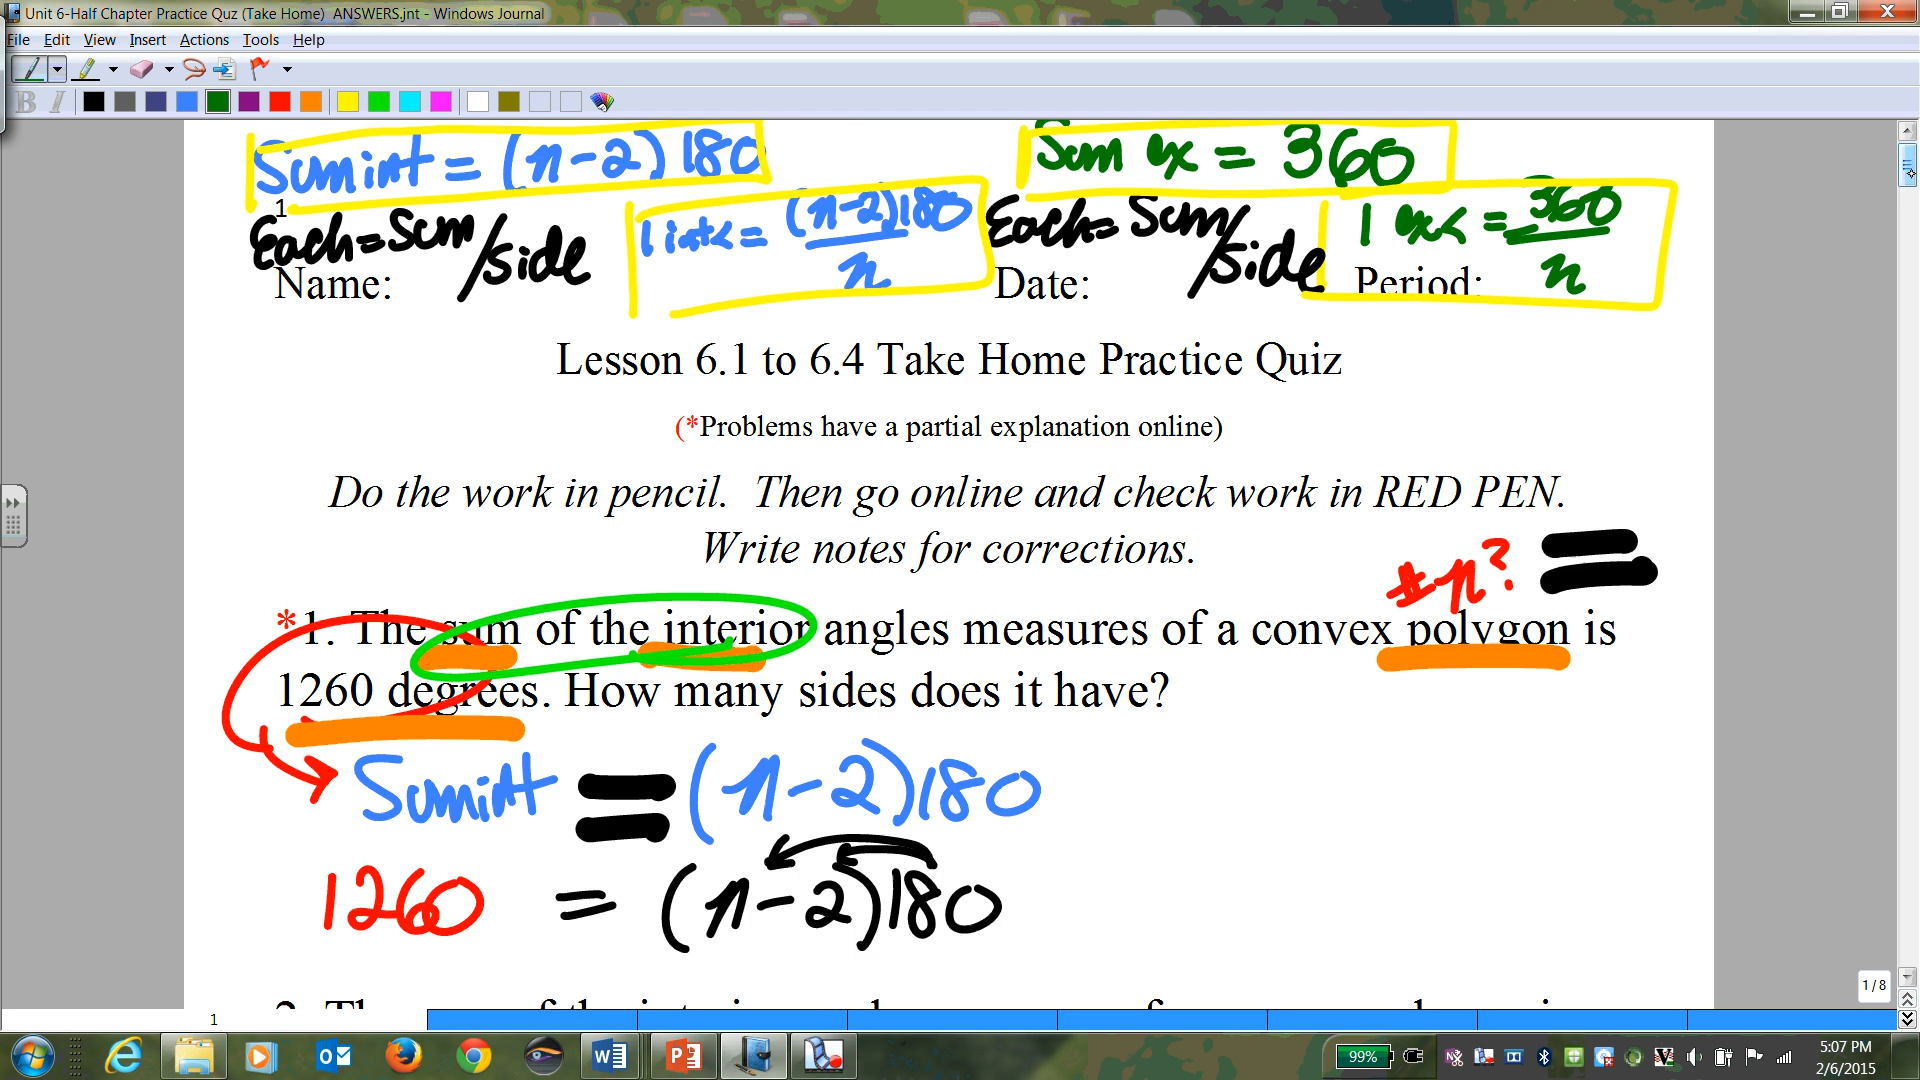 Unit 6-Half Chapter Practice Quz (Take Home) ANSWERS.jnt - Windows Journal
File Edit View Insert Actions Tools Help
B I
Sum int = (n-2) 180
Sum ex = 360
1
Each = Sum/side
1 int< = (n-2)180/n
Each = Sum/side
1 ex< = 360/n
Name: Date: Period:
Lesson 6.1 to 6.4 Take Home Practice Quiz
(*Problems have a partial explanation online)
Do the work in pencil. Then go online and check work in RED PEN.
Write notes for corrections.
#n?
*1. The sum of the interior angles measures of a convex polygon is
1260 degrees. How many sides does it have?
Sum int = (n-2)180
1260 = (n-2)180
1 / 8
1
99%
5:07 PM
2/6/2015